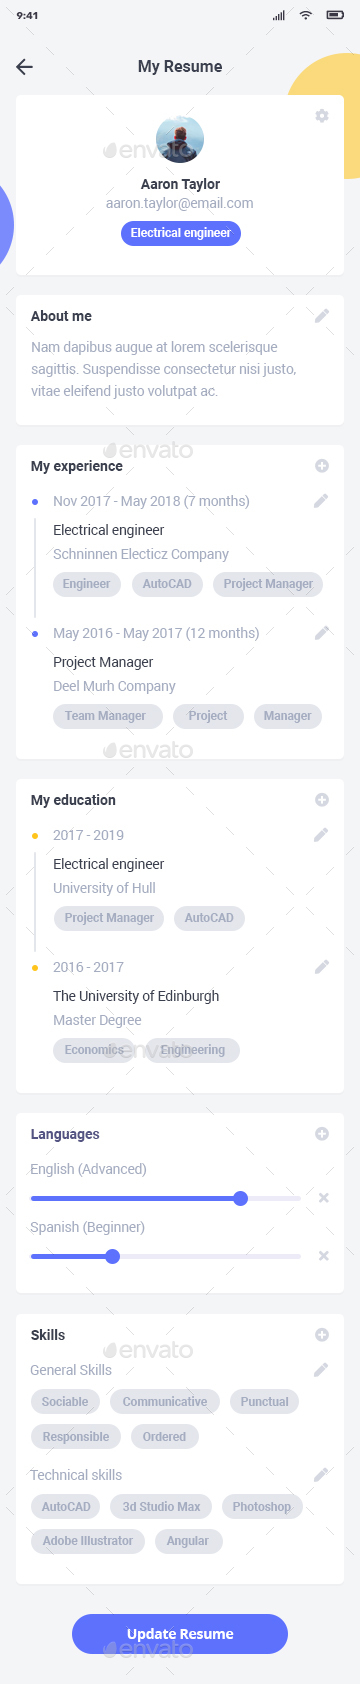 9:41
My Resume
envato
Aaron Taylor
aaron.taylor@email.com
Electrical engineer
About me
Nam dapibus augue at lorem scelerisque
sagittis. Suspendisse consectetur nisi justo,
vitae eleifend justo volutpat ac.
envato
My experience
Nov 2017 - May 2018 (7 months)
Electrical engineer
Schninnen Electicz Company
Engineer AutoCAD Project Manager
May 2016 - May 2017 (12 months)
Project Manager
Deel Murh Company
Team Manager Project Manager
envato
My education
2017 - 2019
Electrical engineer
University of Hull
Project Manager AutoCAD
2016 - 2017
The University of Edinburgh
Master Degree
Economics Engineering
envato
Languages
English (Advanced)
Spanish (Beginner)
Skills
envato
General Skills
Sociable Communicative Punctual
Responsible Ordered
Technical skills
AutoCAD 3d Studio Max Photoshop
Adobe Illustrator Angular
Update Resume
envato